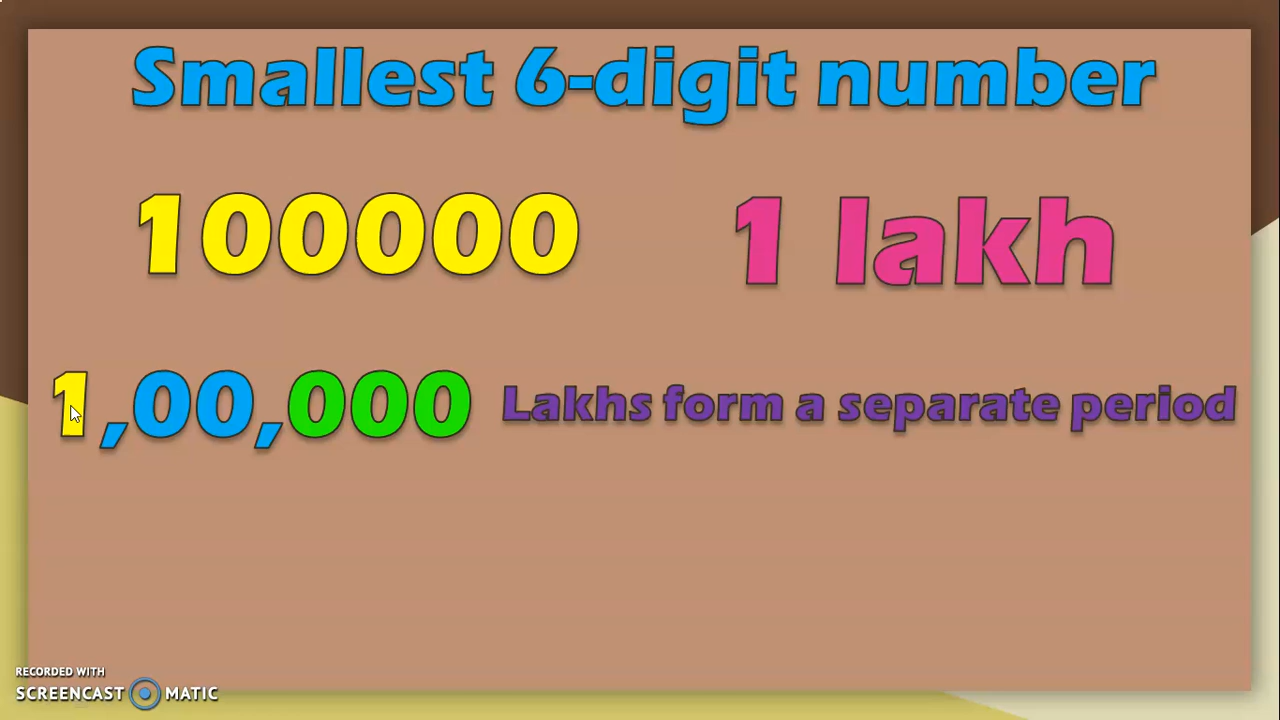 Smallest 6-digit number
100000 1 lakh
1,00,000 Lakhs form a separate period
RECORDED WITH
SCREENCAST MATIC